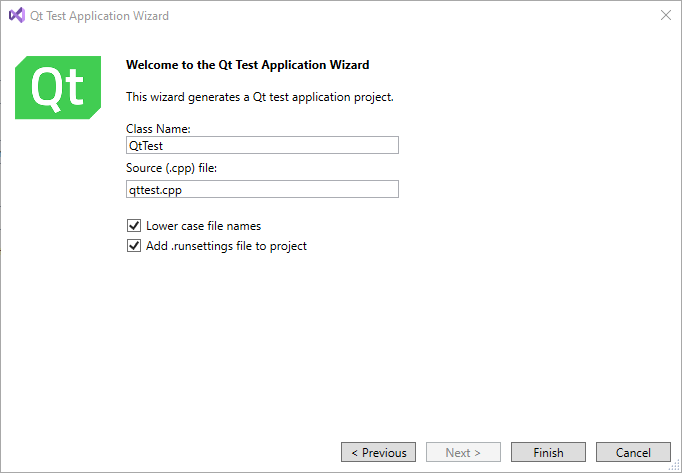 Qt Test Application Wizard
Qt
Welcome to the Qt Test Application Wizard
This wizard generates a Qt test application project.
Class Name:
QtTest
Source (.cpp) file:
qttest.cpp
Lower case file names
Add .runsettings file to project
< Previous
Next >
Finish
Cancel